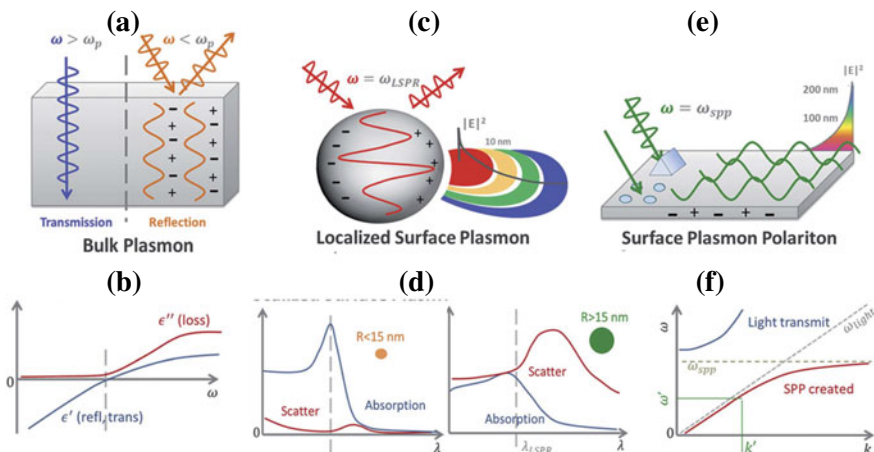 (a)
(c)
(e)
ω > ωp
ω < ωp
ω = ωLSPR
|E|²
10 nm
ω = ωspp
|E|²
200 nm
100 nm
- + - + - + - + - +
- - - - + + + +
- + - + -
Transmission
Reflection
Bulk Plasmon
Localized Surface Plasmon
Surface Plasmon Polariton
(b)
(d)
(f)
ϵ'' (loss)
0
ω
ϵ' (refl, trans)
R<15 nm
Scatter
Absorption
0
λ
R>15 nm
Scatter
Absorption
λLSPR
λ
ω
Light transmit
ωlight
ωspp
SPP created
ω'
0
k'
k